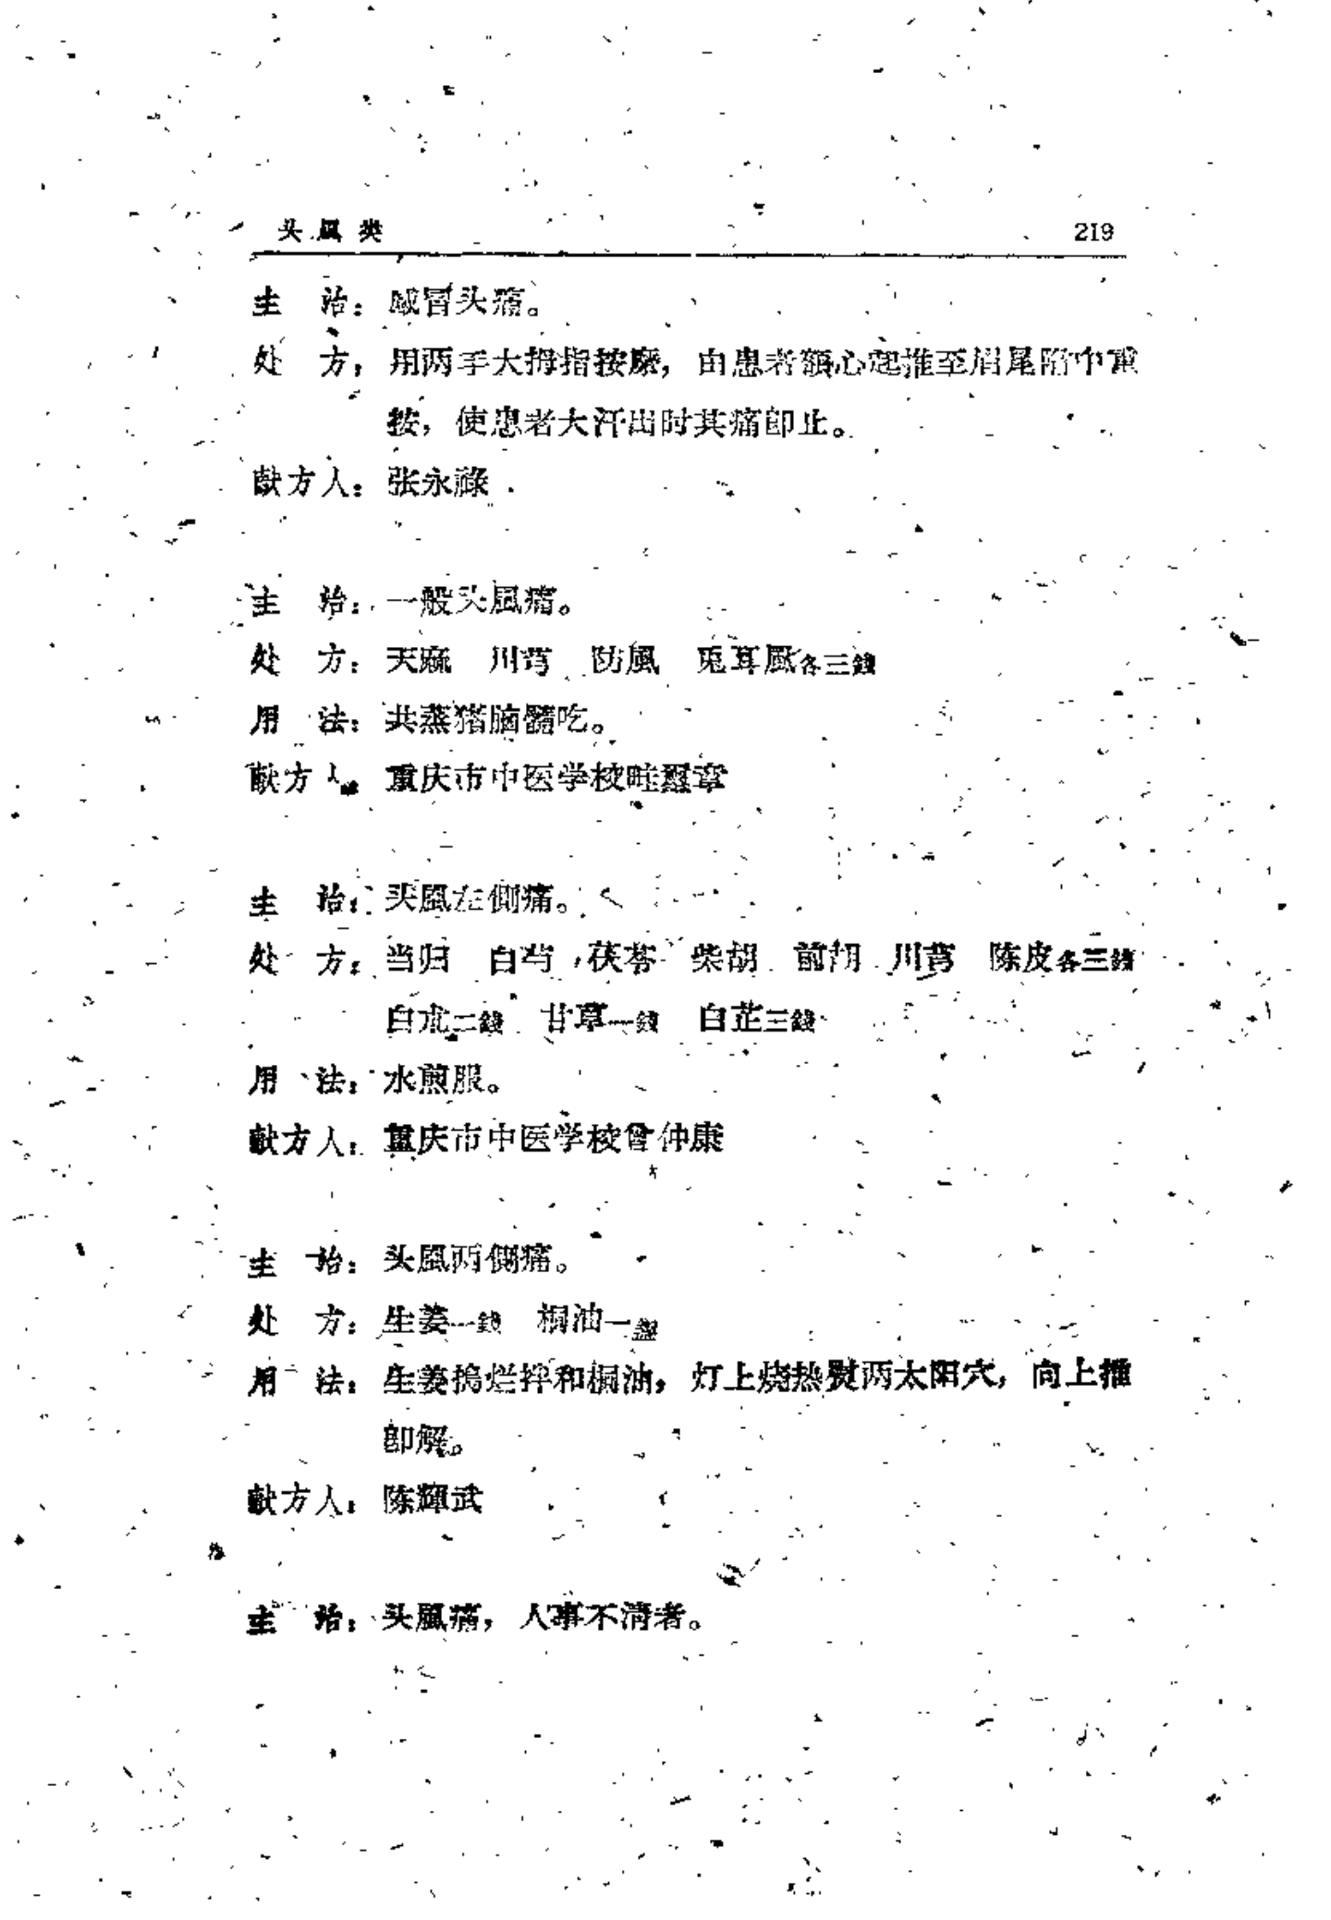 头風类 219
主　治：感冒头痛。
处　方：用两手大拇指按摩，由患者额心起推至眉尾陷中重
按，使患者大汗出时其痛即止。
献方人：张永祿
主　治：一般头風痛。
处　方：天麻　川芎　防風　兎耳風各三錢
用　法：共蒸猪脑髓吃。
献方人：重庆市中医学校
主　治：头風左側痛。
处　方：当归　白芍　茯苓　柴胡　前胡　川芎　陈皮各三錢
白朮二錢　甘草一錢　白芷三錢
用　法：水煎服。
献方人：重庆市中医学校曾仲康
主　治：头風两側痛。
处　方：生姜一錢　桐油一盌
用　法：生姜捣烂拌和桐油，灯上烧热熨两太阳穴，向上推
即解。
献方人：陈輝武
主　治：头風痛，人事不清者。